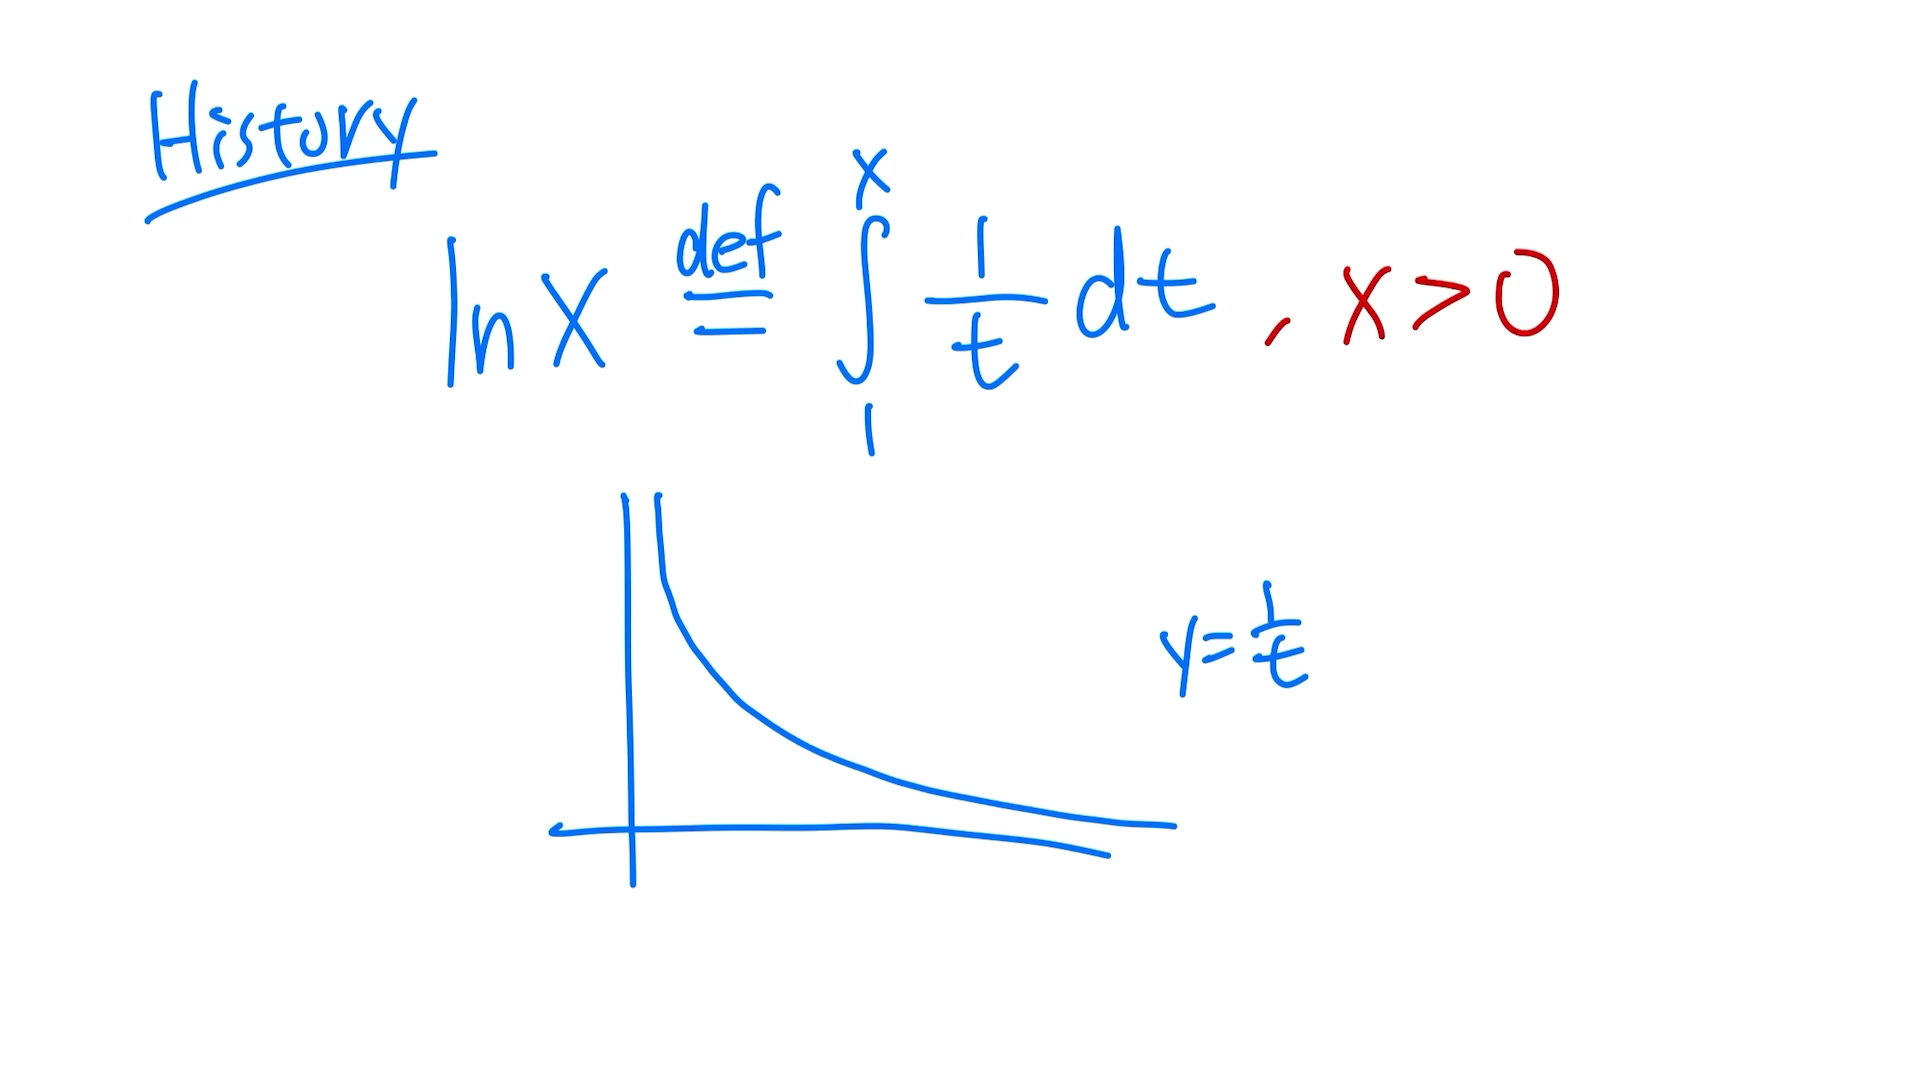 History
ln x def= ∫₁ˣ 1/t dt , x > 0
y = 1/t